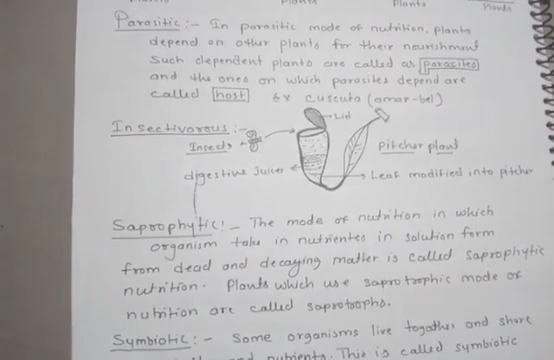 Plants Plants Plants
Parasitic :- In parasitic mode of nutrition, plants
depend on other plants for their nourishment
Such dependent plants are called as parasites
and the ones on which parasites depend are
called host ex cuscuta (amar-bel)
Insectivorous :-
Lid
Insects
Pitcher plant
digestive Juices
Leaf modified into pitcher
Saprophytic:- The mode of nutrition in which
organism take in nutrientes in solution form
from dead and decaying matter is called saprophytic
nutrition. Plants which use saprotrophic mode of
nutrition are called saprotrophs.
Symbiotic :- Some organisms live together and share
and nutrients. This is called symbiotic